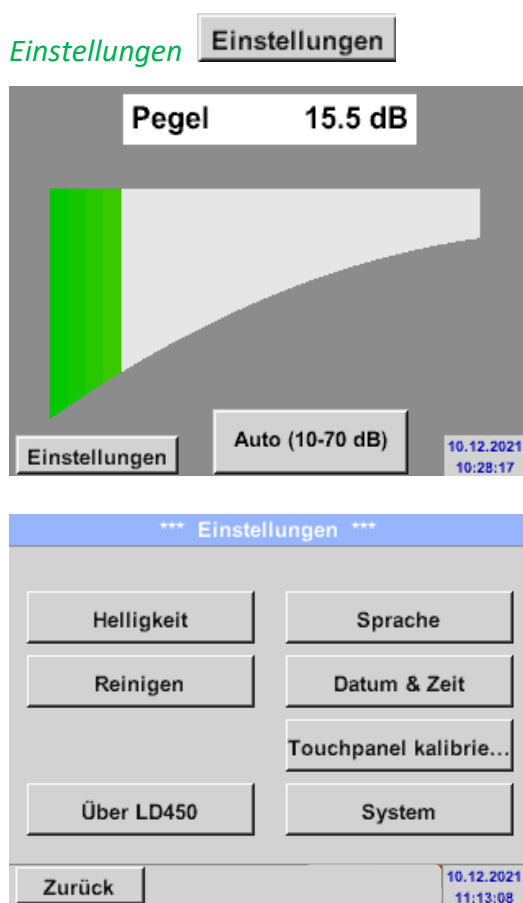 Einstellungen Einstellungen
Pegel 15.5 dB
Einstellungen Auto (10-70 dB) 10.12.2021
10:28:17
*** Einstellungen ***
Helligkeit Sprache
Reinigen Datum & Zeit
Touchpanel kalibrie...
Über LD450 System
Zurück 10.12.2021
11:13:08